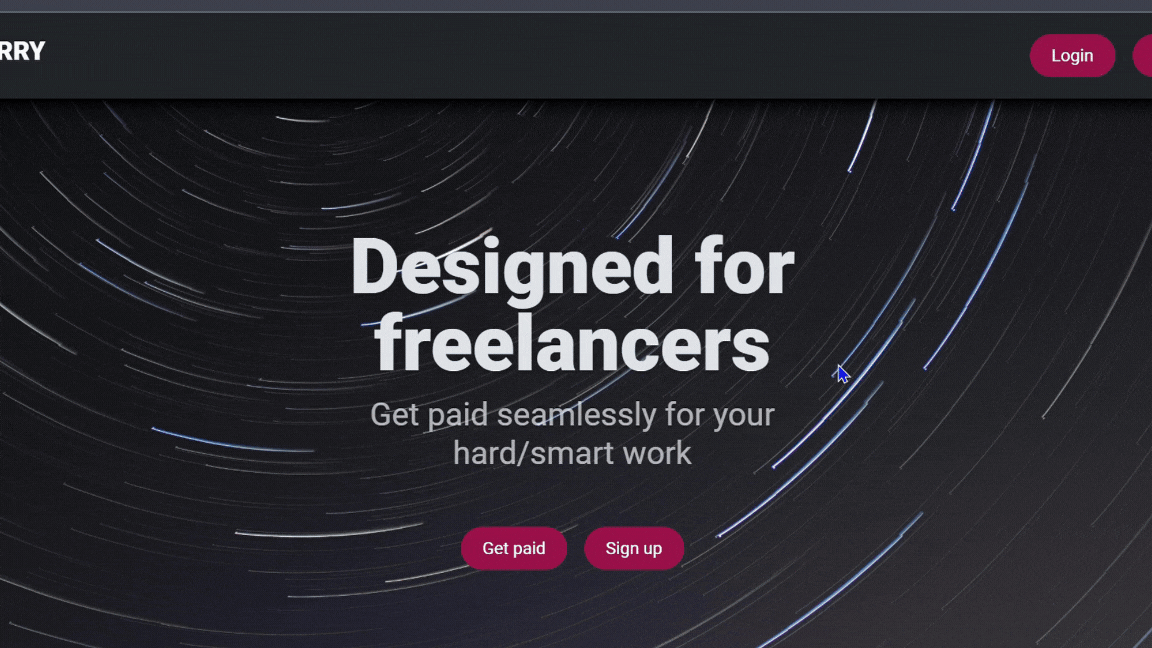 RRY
Login
Designed for
freelancers
Get paid seamlessly for your
hard/smart work
Get paid
Sign up